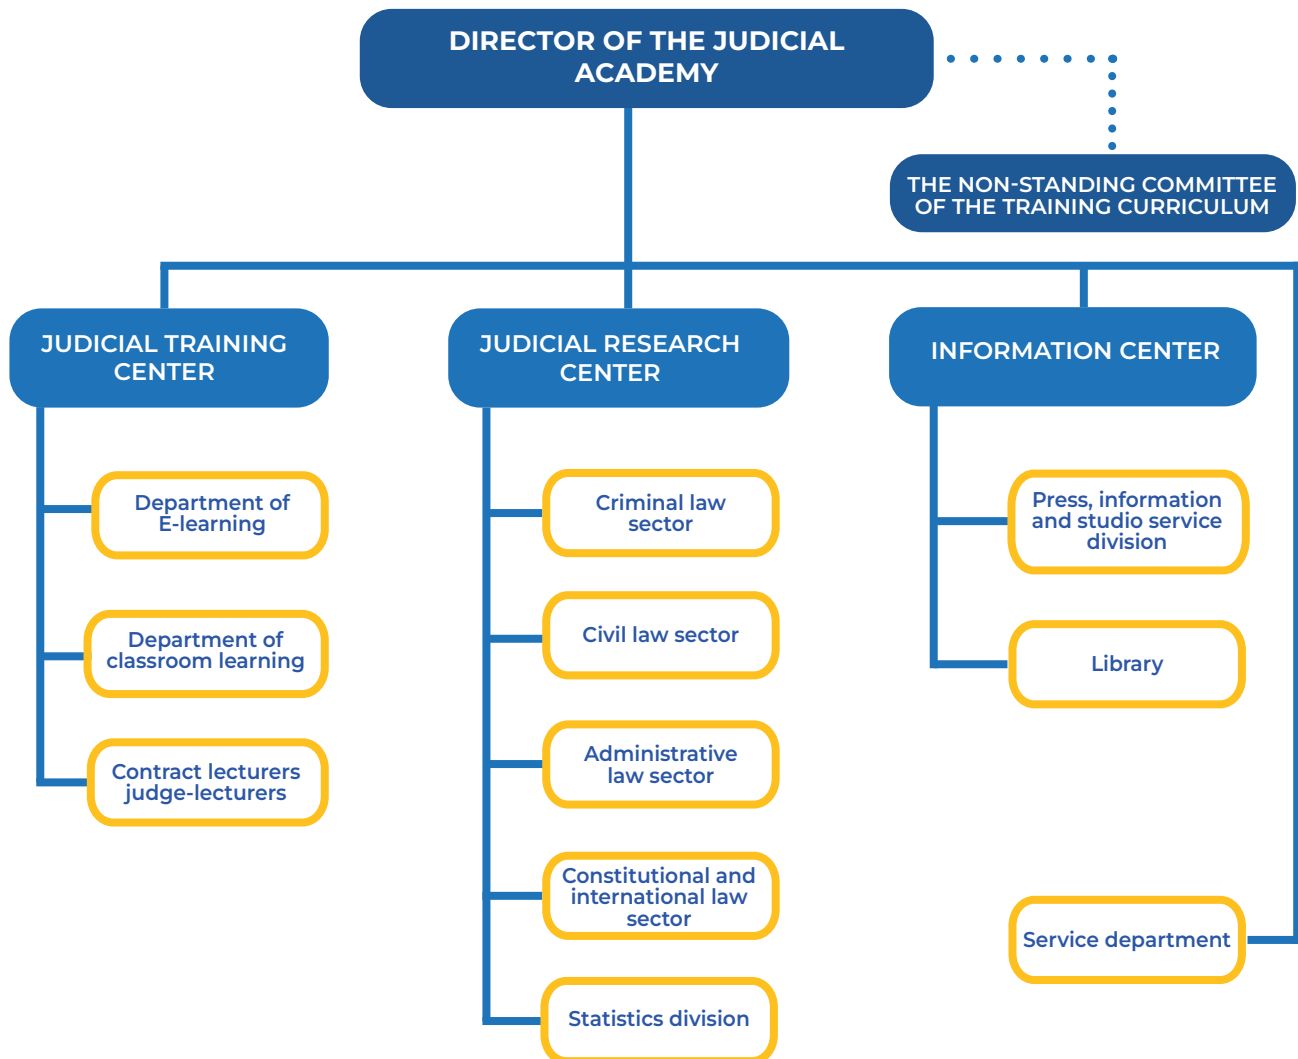 DIRECTOR OF THE JUDICIAL
ACADEMY
THE NON-STANDING COMMITTEE
OF THE TRAINING CURRICULUM
JUDICIAL TRAINING
CENTER
Department of
E-learning
Department of
classroom learning
Contract lecturers
judge-lecturers
JUDICIAL RESEARCH
CENTER
Criminal law
sector
Civil law sector
Administrative
law sector
Constitutional and
international law
sector
Statistics division
INFORMATION CENTER
Press, information
and studio service
division
Library
Service department